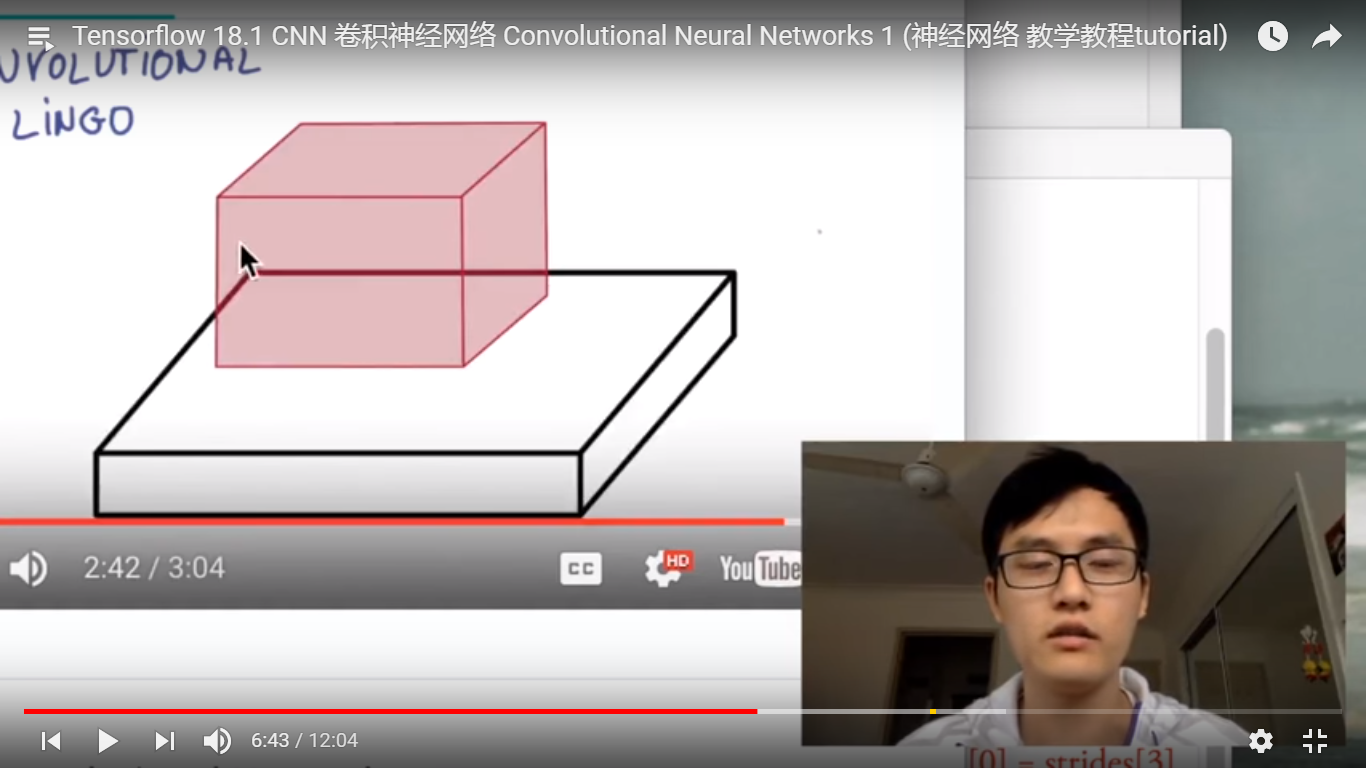 Tensorflow 18.1 CNN 卷积神经网络 Convolutional Neural Networks 1 (神经网络 教学教程tutorial)
NVOLUTIONAL
LiNGO
2:42 / 3:04
CC
HD
YouTube
6:43 / 12:04
[0] = strides[3]